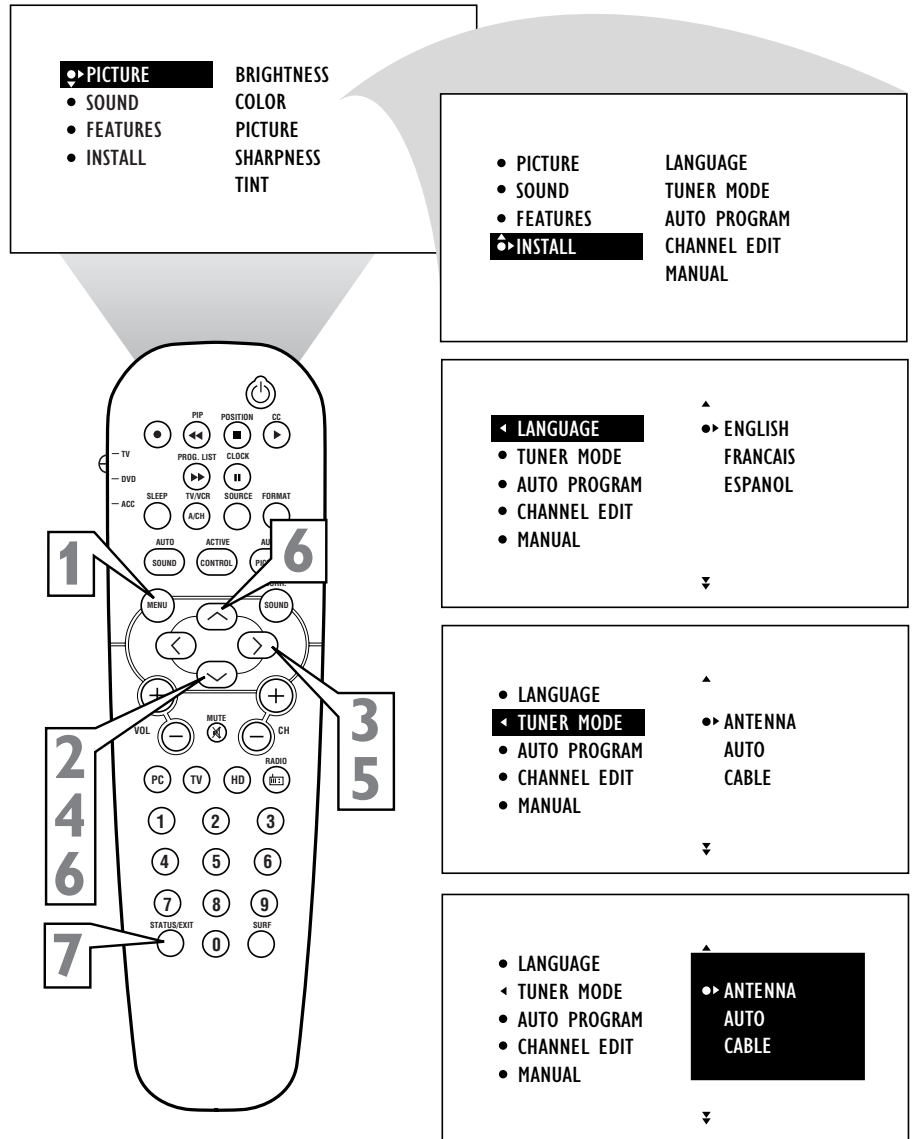 PICTURE
SOUND
FEATURES
INSTALL
BRIGHTNESS
COLOR
PICTURE
SHARPNESS
TINT
PICTURE
SOUND
FEATURES
INSTALL
LANGUAGE
TUNER MODE
AUTO PROGRAM
CHANNEL EDIT
MANUAL
LANGUAGE
TUNER MODE
AUTO PROGRAM
CHANNEL EDIT
MANUAL
ENGLISH
FRANCAIS
ESPANOL
LANGUAGE
TUNER MODE
AUTO PROGRAM
CHANNEL EDIT
MANUAL
ANTENNA
AUTO
CABLE
LANGUAGE
TUNER MODE
AUTO PROGRAM
CHANNEL EDIT
MANUAL
ANTENNA
AUTO
CABLE
PIP POSITION CC
TV
DVD
ACC
PROG. LIST CLOCK
SLEEP TV/VCR SOURCE FORMAT
A/CH
AUTO ACTIVE
SOUND CONTROL
1
6
MENU
SOUND
3
5
2
4
6
VOL MUTE CH
RADIO
PC TV HD
1 2 3
4 5 6
7 8 9
STATUS/EXIT SURF
0
7